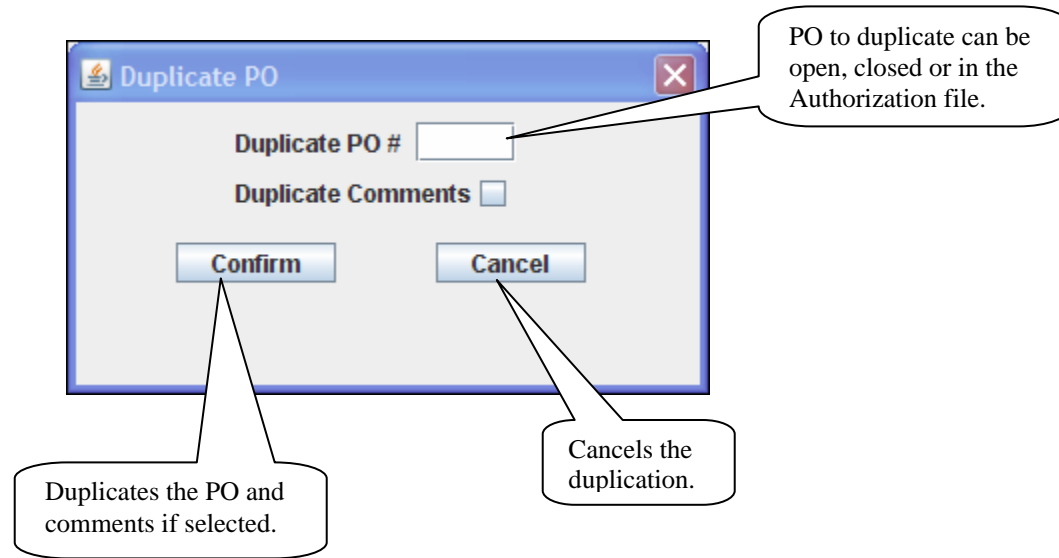 PO to duplicate can be
open, closed or in the
Authorization file.
Duplicate PO
Duplicate PO #
Duplicate Comments
Confirm
Cancel
Cancels the
duplication.
Duplicates the PO and
comments if selected.